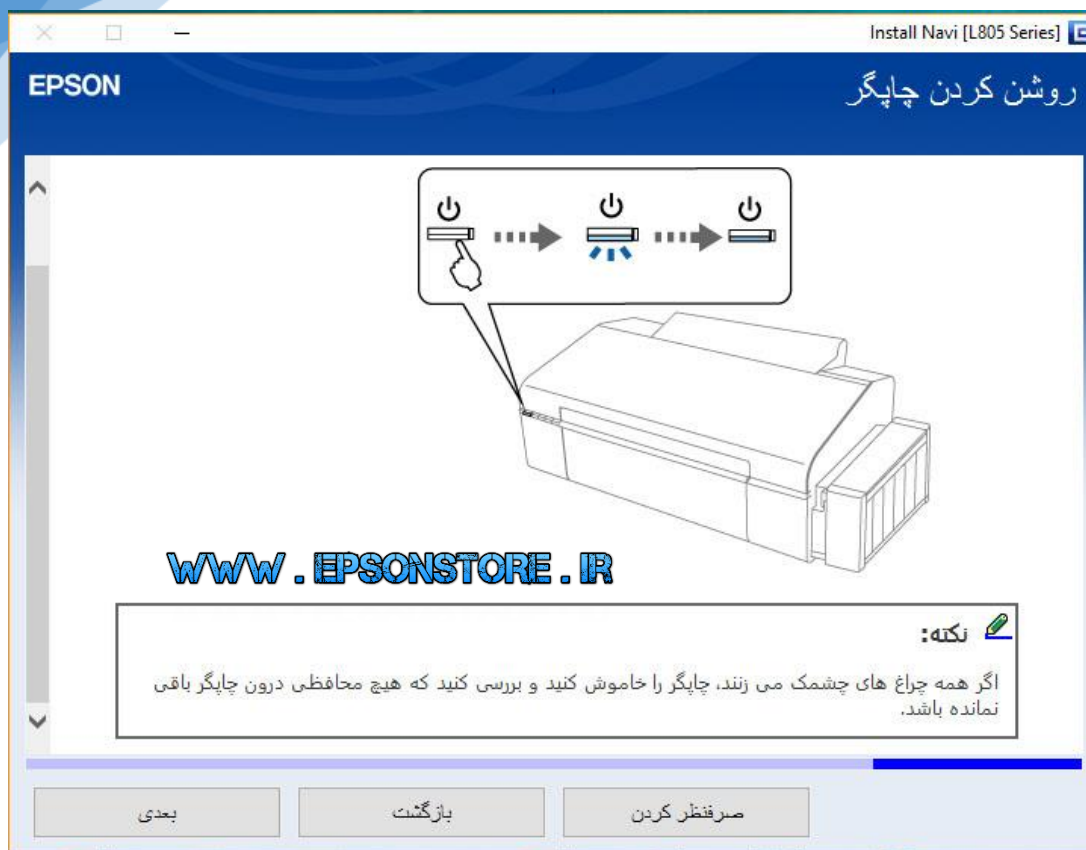 Install Navi [L805 Series]
روشن کردن چاپگر
EPSON
WWW . EPSONSTORE . IR
نکته:
اگر همه چراغ های چشمک می زنند، چاپگر را خاموش کنید و بررسی کنید که هیچ محافظی درون چاپگر باقی
نمانده باشد.
صرفنظر کردن
بازگشت
بعدی